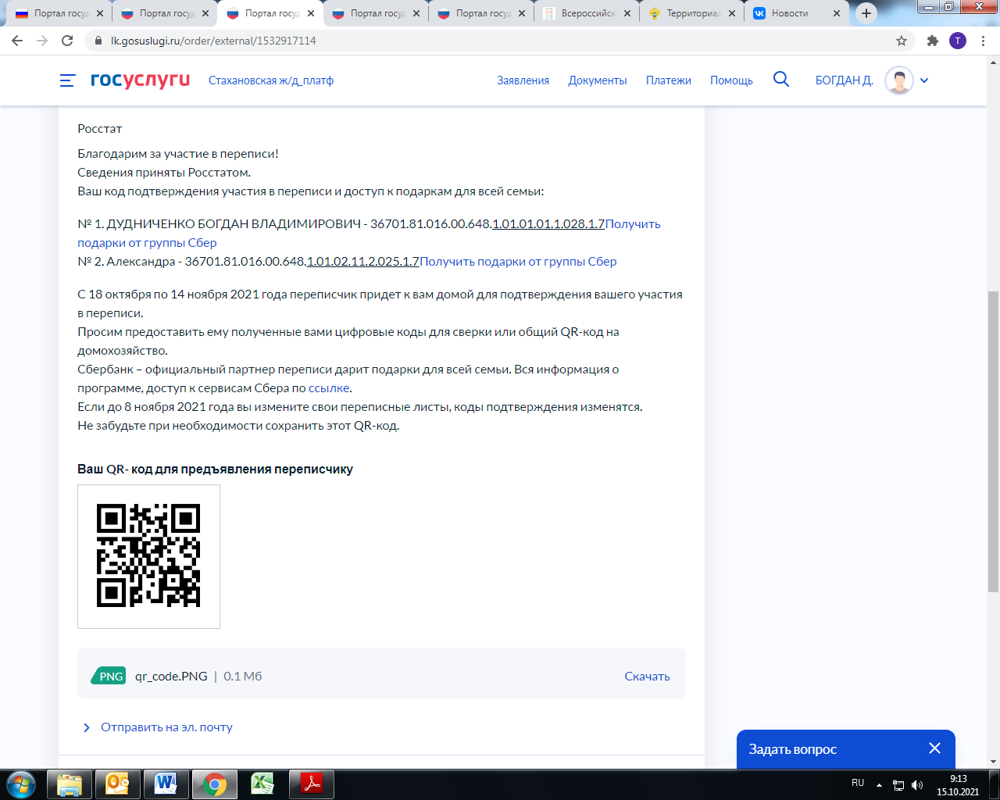 Портал госуд
Портал госуд
Портал госуд
Портал госуд
Портал госуд
Всероссийск
Территориал
Новости
T
lk.gosuslugi.ru/order/external/1532917114
госуслуги
Стахановская ж/д_платф
Заявления
Документы
Платежи
Помощь
БОГДАН Д.
Росстат
Благодарим за участие в переписи!
Сведения приняты Росстатом.
Ваш код подтверждения участия в переписи и доступ к подаркам для всей семьи:
№ 1. ДУДНИЧЕНКО БОГДАН ВЛАДИМИРОВИЧ - 36701.81.016.00.648.1.01.01.01.1.028.1.7Получить
подарки от группы Сбер
№ 2. Александра - 36701.81.016.00.648.1.01.02.11.2.025.1.7Получить подарки от группы Сбер
С 18 октября по 14 ноября 2021 года переписчик придет к вам домой для подтверждения вашего участия
в переписи.
Просим предоставить ему полученные вами цифровые коды для сверки или общий QR-код на
домохозяйство.
Сбербанк – официальный партнер переписи дарит подарки для всей семьи. Вся информация о
программе, доступ к сервисам Сбера по ссылке.
Если до 8 ноября 2021 года вы измените свои переписные листы, коды подтверждения изменятся.
Не забудьте при необходимости сохранить этот QR-код.
Ваш QR- код для предъявления переписчику
PNG qr_code.PNG | 0.1 Мб
Скачать
Отправить на эл. почту
Задать вопрос
RU
9:13
15.10.2021